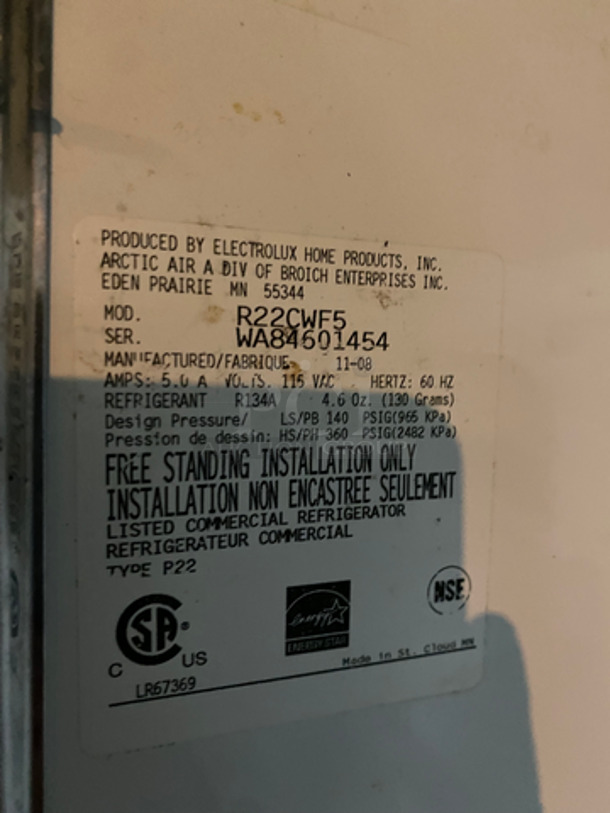 PRODUCED BY ELECTROLUX HOME PRODUCTS, INC.
ARCTIC AIR A DIV OF BROICH ENTERPRISES INC.
EDEN PRAIRIE MN 55344
MOD. R22CWF5
SER. WA84601454
MANUFACTURED/FABRIQUE 11-08
AMPS: 5.0 A VOLTS. 115 VAC HERTZ: 60 HZ
REFRIGERANT R134A 4.6 Oz. (130 Grams)
Design Pressure/ LS/PB 140 PSIG(965 KPa)
Pression de dessin: HS/PH 360 PSIG(2482 KPa)
FREE STANDING INSTALLATION ONLY
INSTALLATION NON ENCASTREE SEULEMENT
LISTED COMMERCIAL REFRIGERATOR
REFRIGERATEUR COMMERCIAL
TYPE P22
SA ®
C US
energy
ENERGY STAR
NSF
LR67369
Made in St. Cloud MN